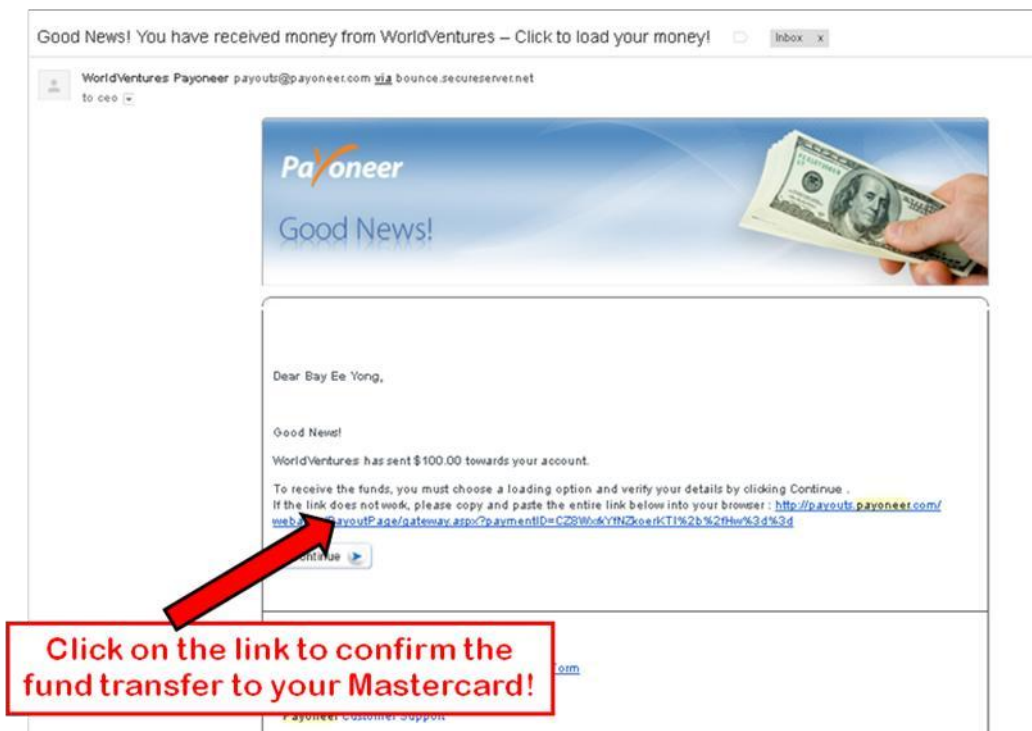 Good News! You have received money from WorldVentures – Click to load your money! Inbox x
WorldVentures Payoneer payouts@payoneer.com via bounce.secureserver.net
to ceo
Payoneer
Good News!
Dear Bay Ee Yong,
Good News!
WorldVentures has sent $100.00 towards your account.
To receive the funds, you must choose a loading option and verify your details by clicking Continue .
If the link does not work, please copy and paste the entire link below into your browser : http://payouts.payoneer.com/
PayoutPage/gateway.aspx?paymentID=CZ8WxfkYfNZkoerKTI%2b%2fHw%3d%3d
Continue
Click on the link to confirm the
fund transfer to your Mastercard!
Payoneer Customer Support